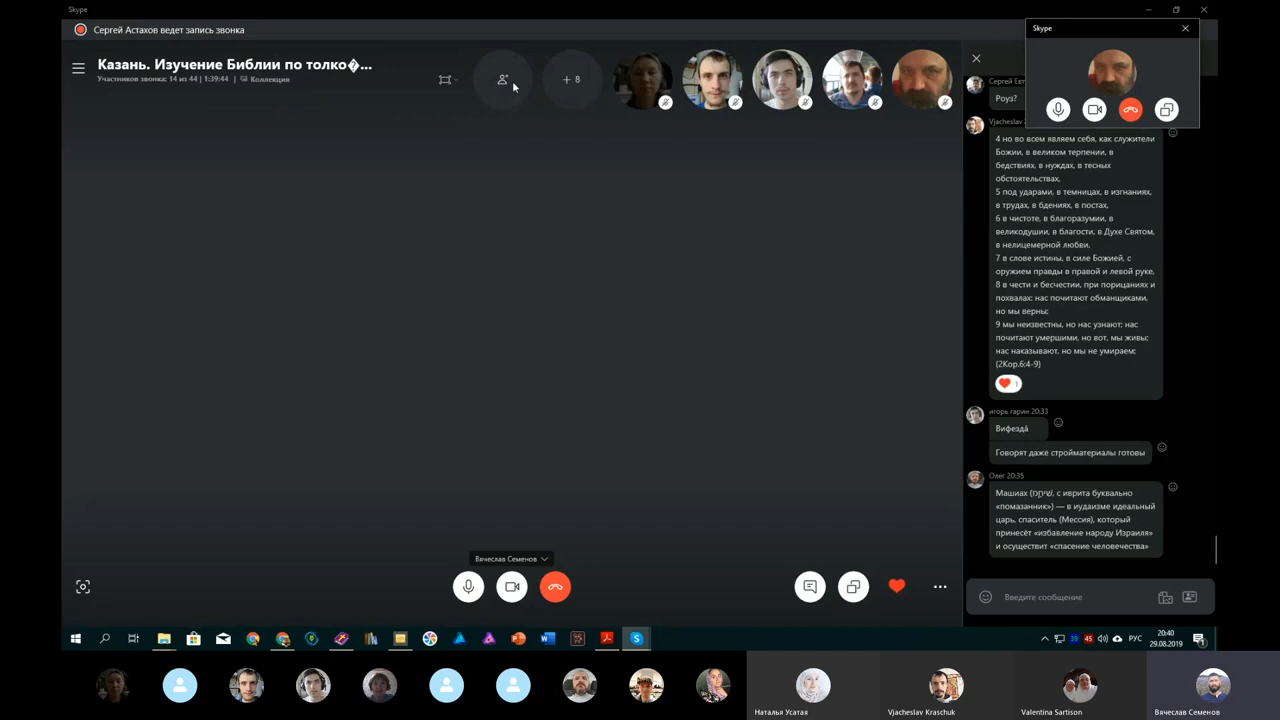 Skype
Сергей Астахов ведет запись звонка
Казань. Изучение Библии по толко�...
Участников звонка: 14 из 44 | 1:39:44 | Коллекция
+ 8
Skype
Сергей Евт
Роуз?
Vjacheslav
4 но во всем являем себя, как служители
Божии, в великом терпении, в
бедствиях, в нуждах, в тесных
обстоятельствах,
5 под ударами, в темницах, в изгнаниях,
в трудах, в бдениях, в постах,
6 в чистоте, в благоразумии, в
великодушии, в благости, в Духе Святом,
в нелицемерной любви,
7 в слове истины, в силе Божией, с
оружием правды в правой и левой руке,
8 в чести и бесчестии, при порицаниях и
похвалах: нас почитают обманщиками,
но мы верны;
9 мы неизвестны, но нас узнают; нас
почитают умершими, но вот, мы живы;
нас наказывают, но мы не умираем;
(2Кор.6:4-9)
1
игорь гарин 20:33
Вифезда́
Говорят даже стройматериалы готовы
Олег 20:35
Машиах (, с иврита буквально
«помазанник») — в иудаизме идеальный
царь, спаситель (Мессия), который
принесёт «избавление народу Израиля»
и осуществит «спасение человечества»
Вячеслав Семенов
Введите сообщение
39 45 РУС
20:40
29.08.2019
Наталья Усатая
Vjacheslav Kraschuk
Valentina Sartison
Вячеслав Семенов